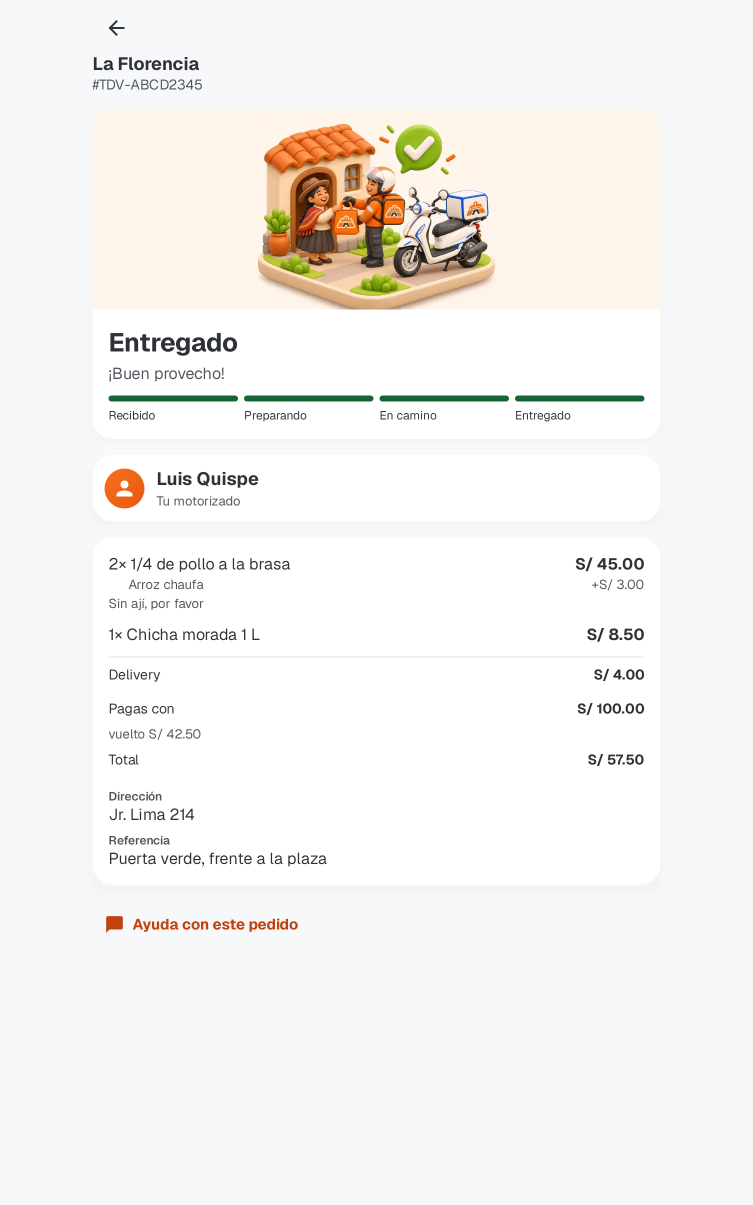 La Florencia
#TDV-ABCD2345
Entregado
¡Buen provecho!
Recibido Preparando En camino Entregado
Luis Quispe
Tu motorizado
2× 1/4 de pollo a la brasa S/ 45.00
Arroz chaufa +S/ 3.00
Sin ají, por favor
1× Chicha morada 1 L S/ 8.50
Delivery S/ 4.00
Pagas con S/ 100.00
vuelto S/ 42.50
Total S/ 57.50
Dirección
Jr. Lima 214
Referencia
Puerta verde, frente a la plaza
Ayuda con este pedido